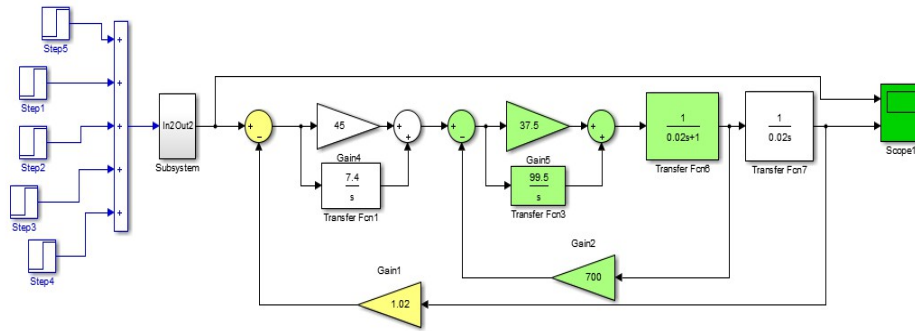 Step5
Step1
Step2
Step3
Step4
+
+
+
+
+
In2Out2
Subsystem
+
−
45
Gain4
7.4
s
Transfer Fcn1
+
+
+
−
37.5
Gain5
99.5
s
Transfer Fcn3
+
+
1
0.02s+1
Transfer Fcn6
1
0.02s
Transfer Fcn7
Scope1
Gain2
700
Gain1
1.02